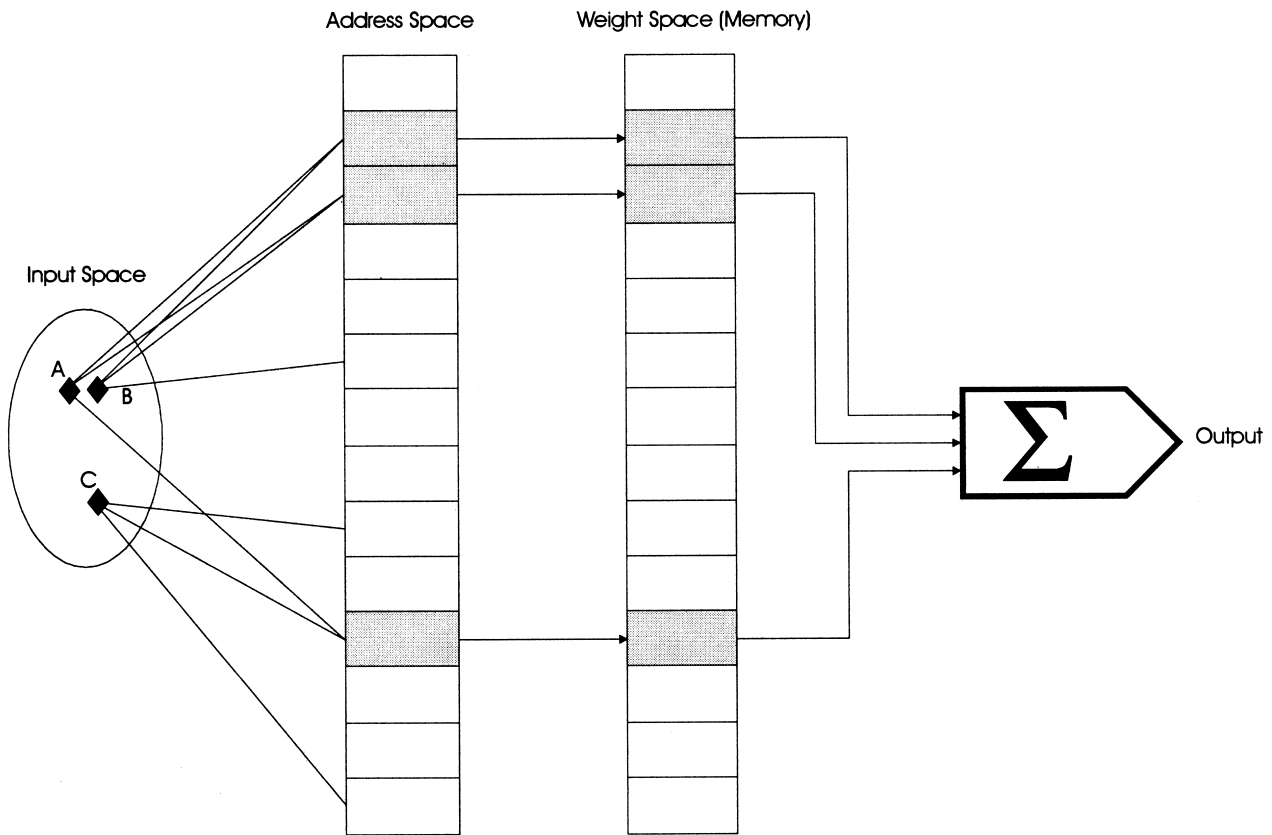 Address Space
Weight Space (Memory)
Input Space
A
B
C
Σ
Output